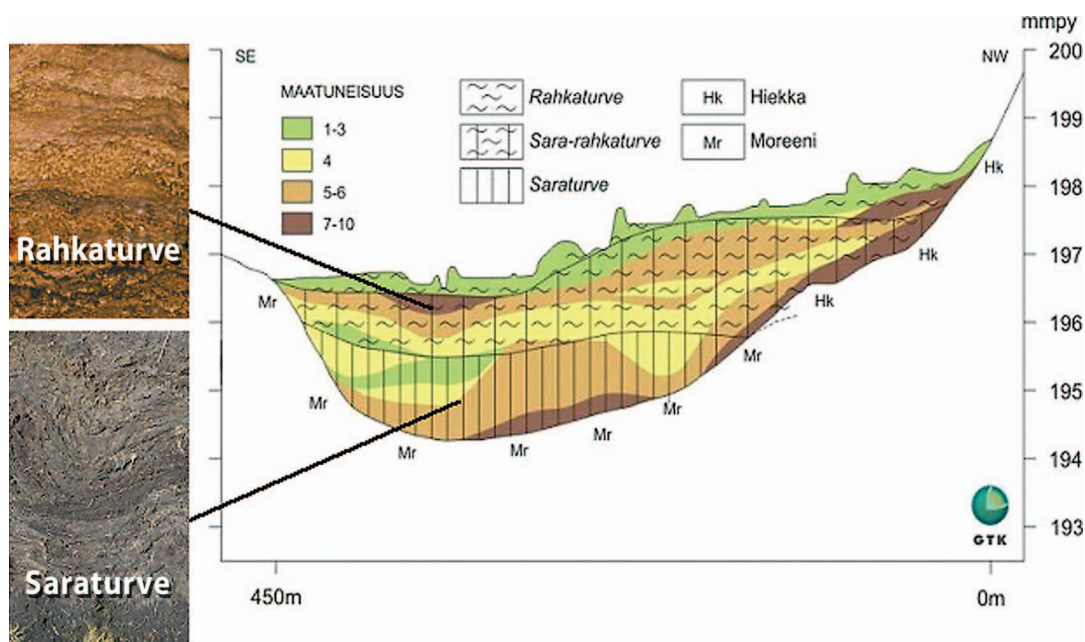 mmpy
SE
NW
200
199
198
197
196
195
194
193
MAATUNEISUUS
1-3
4
5-6
7-10
Rahkaturve
Sara-rahkaturve
Saraturve
Hk
Hiekka
Mr
Moreeni
Rahkaturve
Saraturve
Hk
Hk
Hk
Mr
Mr
Mr
Mr
Mr
Mr
Mr
GTK
450m
0m